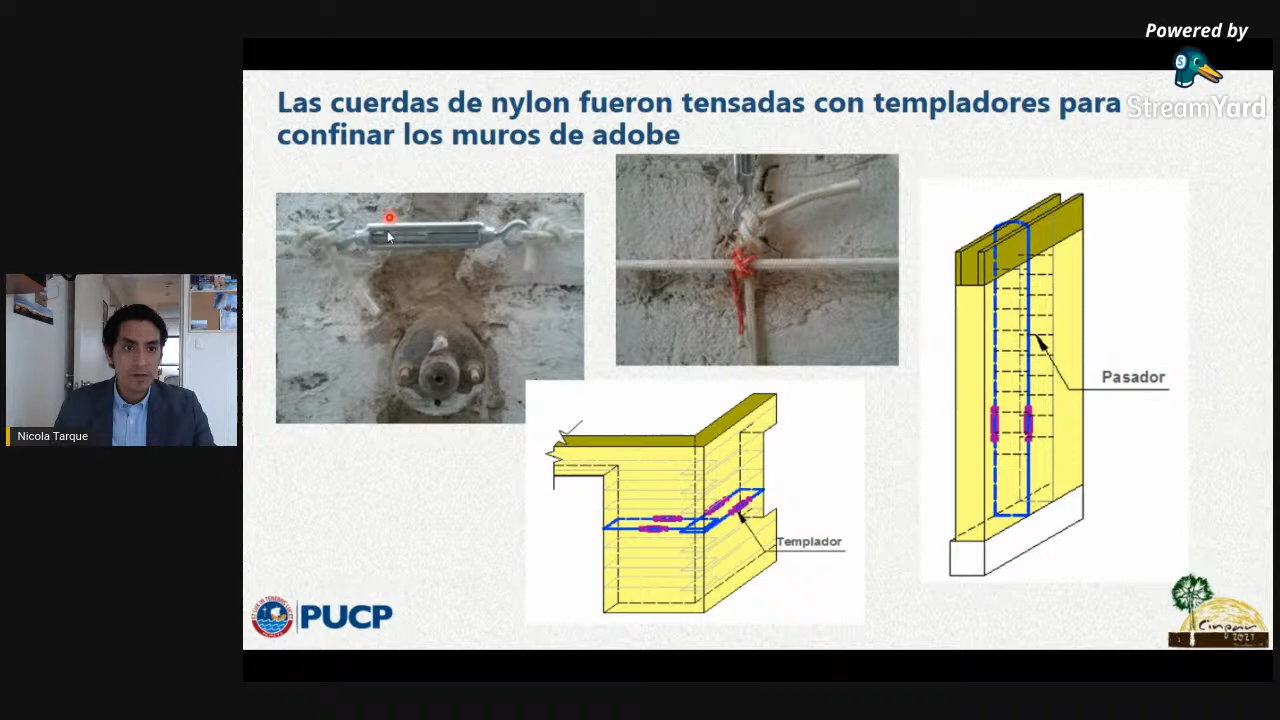 Powered by
StreamYard
Las cuerdas de nylon fueron tensadas con templadores para
confinar los muros de adobe
Pasador
Templador
Nicola Tarque
PUCP
2021